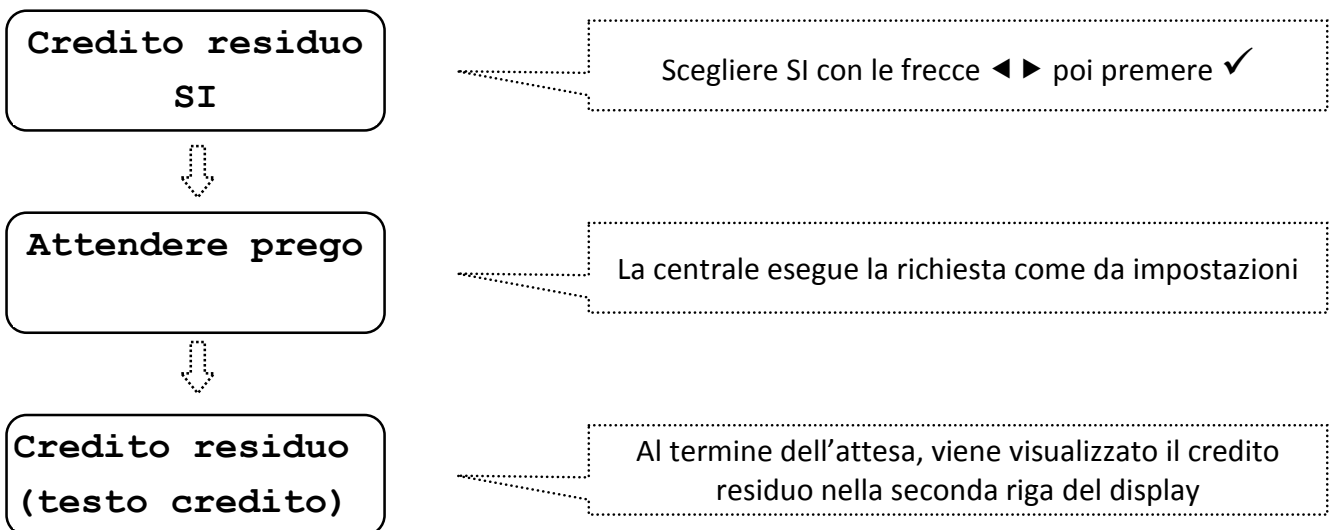 Credito residuo
SI
Scegliere SI con le frecce ◄ ► poi premere ✓
Attendere prego
La centrale esegue la richiesta come da impostazioni
Credito residuo
(testo credito)
Al termine dell’attesa, viene visualizzato il credito
residuo nella seconda riga del display